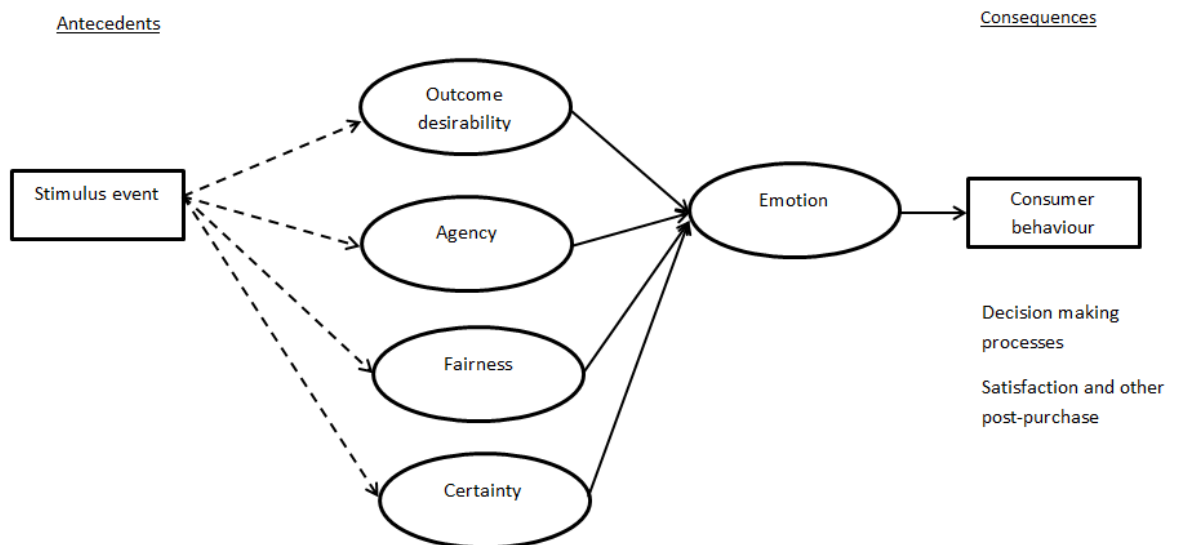 Antecedents
Consequences
Outcome
desirability
Stimulus event
Agency
Emotion
Consumer
behaviour
Fairness
Decision making
processes
Satisfaction and other
post-purchase
Certainty